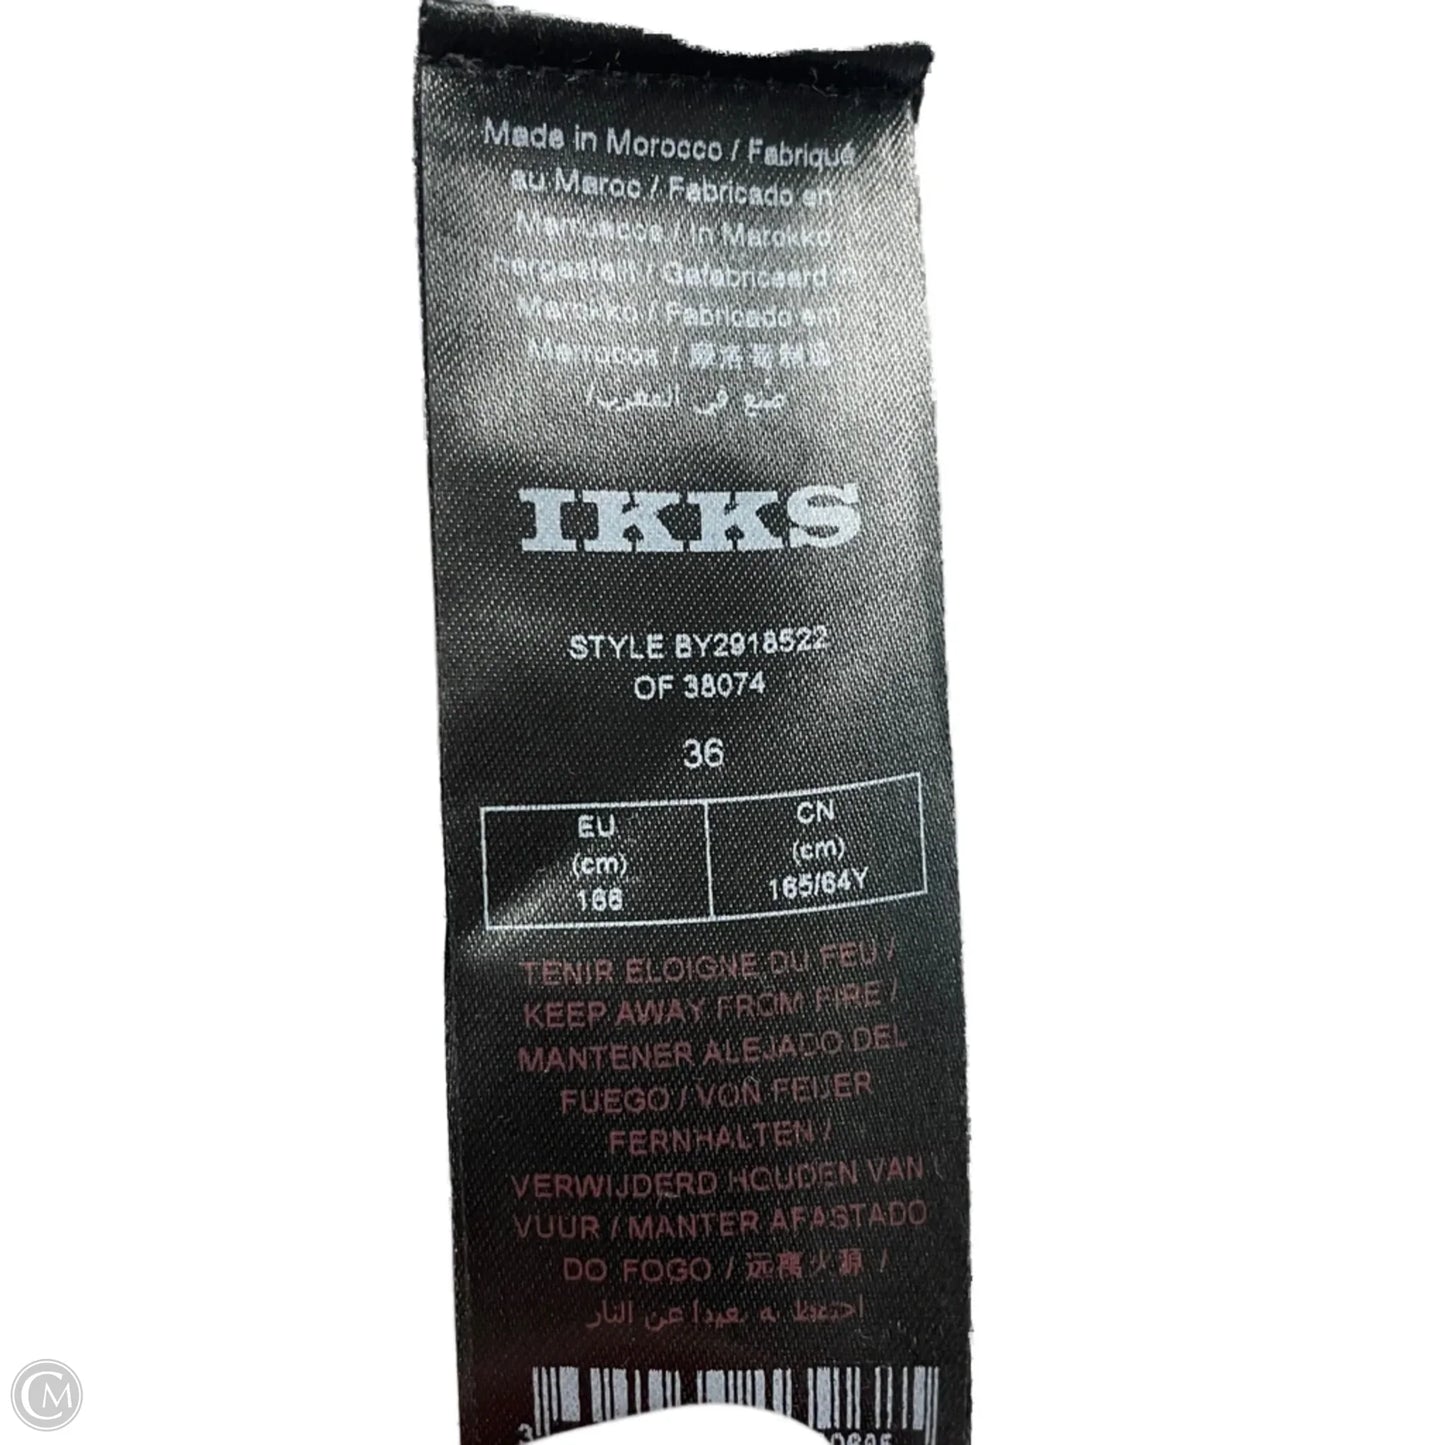 Made in Morocco / Fabriqué
au Maroc / Fabricado en
Marruecos / In Marokko
Hergestellt / Gefabriceerd in
Marokko / Fabricado em
Marrocos / 摩洛哥制造
صُنع في المغرب/
IKKS
STYLE BY2918522
OF 38074
36
EU
(cm)
166
CN
(cm)
165/64Y
TENIR ELOIGNE DU FEU /
KEEP AWAY FROM FIRE /
MANTENER ALEJADO DEL
FUEGO / VON FEUER
FERNHALTEN /
VERWIJDERD HOUDEN VAN
VUUR / MANTER AFASTADO
DO FOGO / 远离火源 /
احتفظ به بعيدا عن النار
3
CM